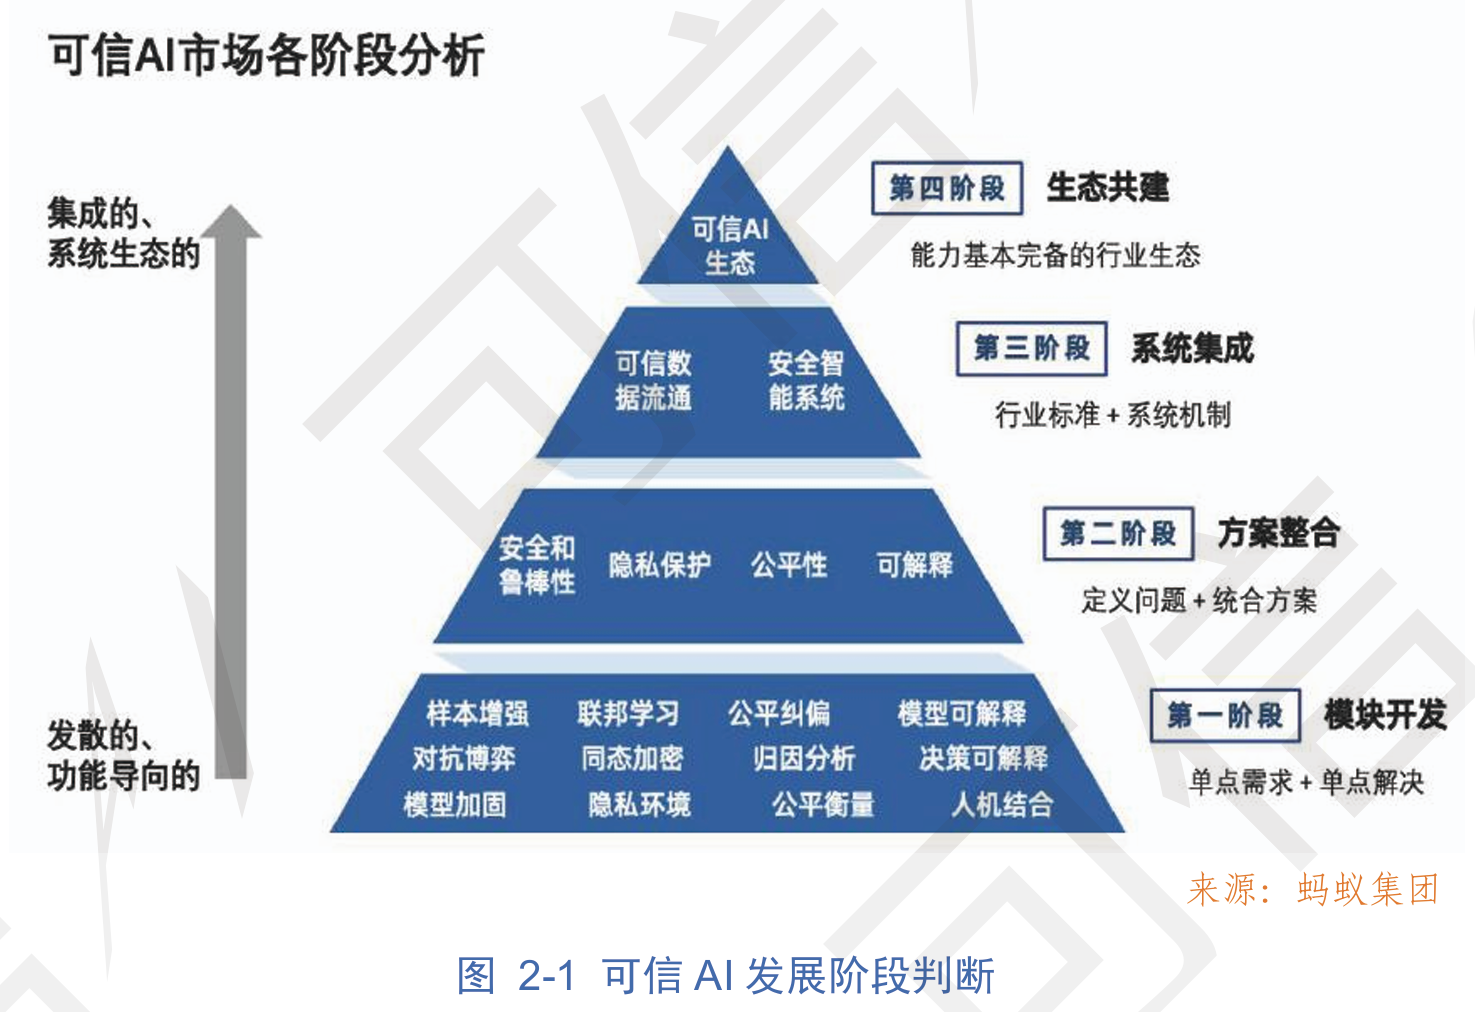 可信AI市场各阶段分析
集成的、
系统生态的
发散的、
功能导向的
可信AI
生态
第四阶段 生态共建
能力基本完备的行业生态
可信数 安全智
据流通 能系统
第三阶段 系统集成
行业标准 + 系统机制
安全和
鲁棒性
隐私保护 公平性 可解释
第二阶段 方案整合
定义问题 + 统合方案
样本增强 联邦学习 公平纠偏 模型可解释
对抗博弈 同态加密 归因分析 决策可解释
模型加固 隐私环境 公平衡量 人机结合
第一阶段 模块开发
单点需求 + 单点解决
来源：蚂蚁集团
图 2-1 可信 AI 发展阶段判断
可信
可信